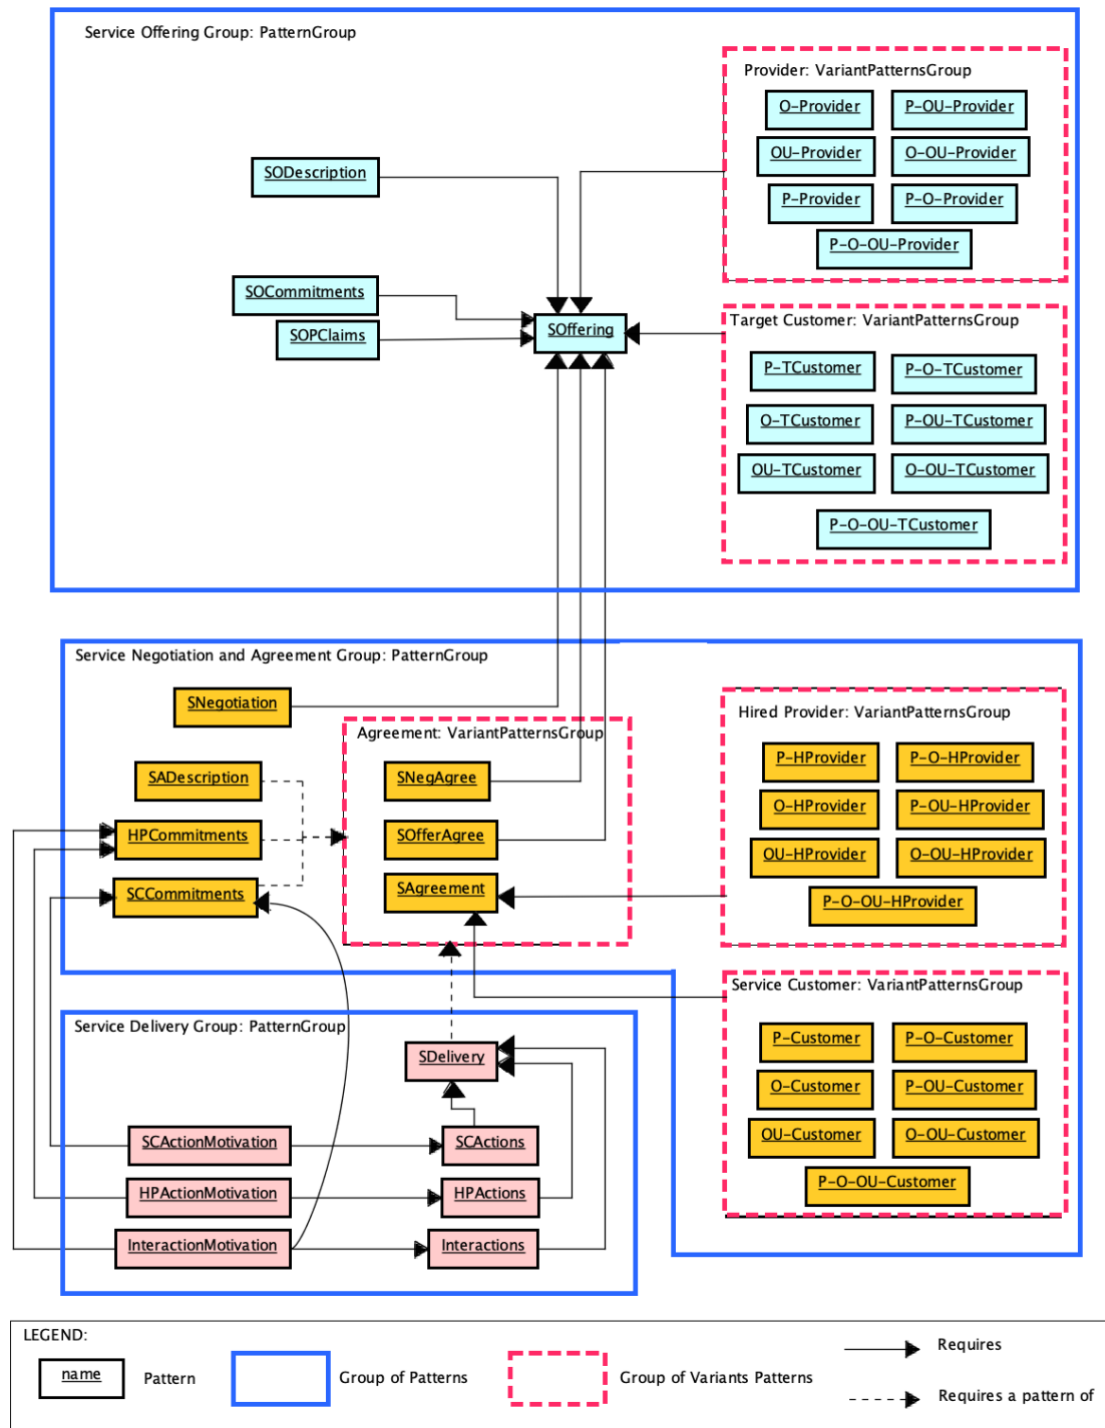 Service Offering Group: PatternGroup
Provider: VariantPatternsGroup
O-Provider
P-OU-Provider
OU-Provider
O-OU-Provider
P-Provider
P-O-Provider
P-O-OU-Provider
SODescription
SOCommitments
SOPClaims
SOffering
Target Customer: VariantPatternsGroup
P-TCustomer
P-O-TCustomer
O-TCustomer
P-OU-TCustomer
OU-TCustomer
O-OU-TCustomer
P-O-OU-TCustomer
Service Negotiation and Agreement Group: PatternGroup
SNegotiation
Agreement: VariantPatternsGroup
SADescription
SNegAgree
HPCommitments
SOfferAgree
SCCommitments
SAgreement
Hired Provider: VariantPatternsGroup
P-HProvider
P-O-HProvider
O-HProvider
P-OU-HProvider
OU-HProvider
O-OU-HProvider
P-O-OU-HProvider
Service Customer: VariantPatternsGroup
P-Customer
P-O-Customer
O-Customer
P-OU-Customer
OU-Customer
O-OU-Customer
P-O-OU-Customer
Service Delivery Group: PatternGroup
SDelivery
SCActionMotivation
SCActions
HPActionMotivation
HPActions
InteractionMotivation
Interactions
LEGEND:
name
Pattern
Group of Patterns
Group of Variants Patterns
Requires
Requires a pattern of